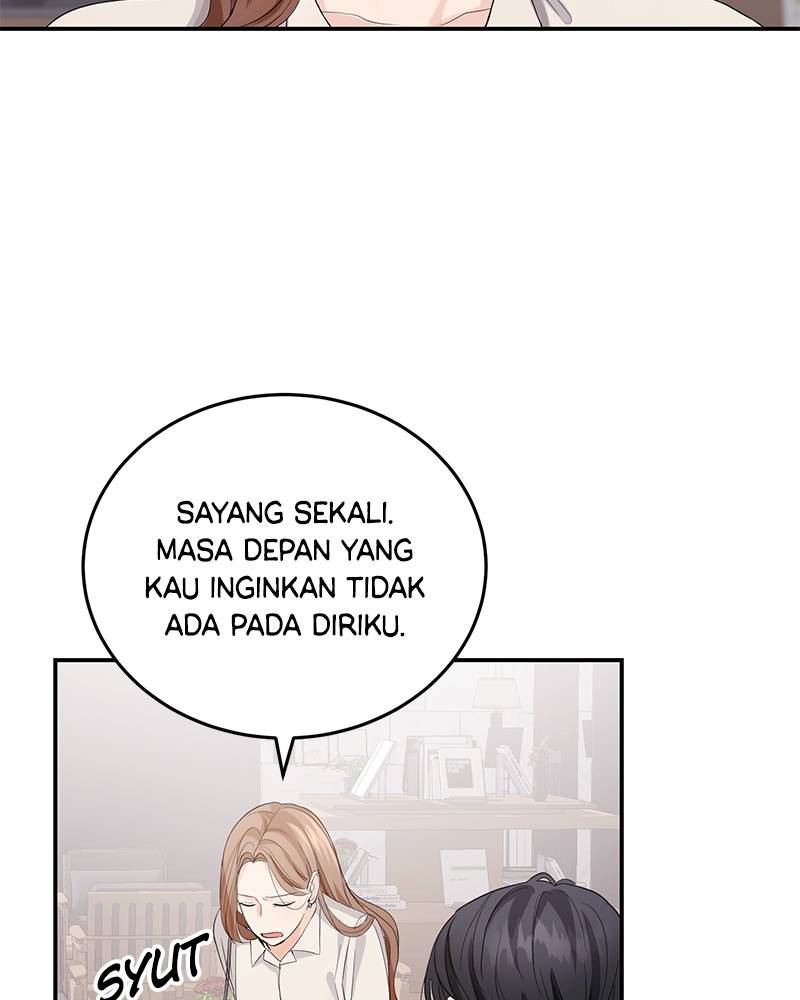 SAYANG SEKALI.
MASA DEPAN YANG
KAU INGINKAN TIDAK
ADA PADA DIRIKU.
SYUT